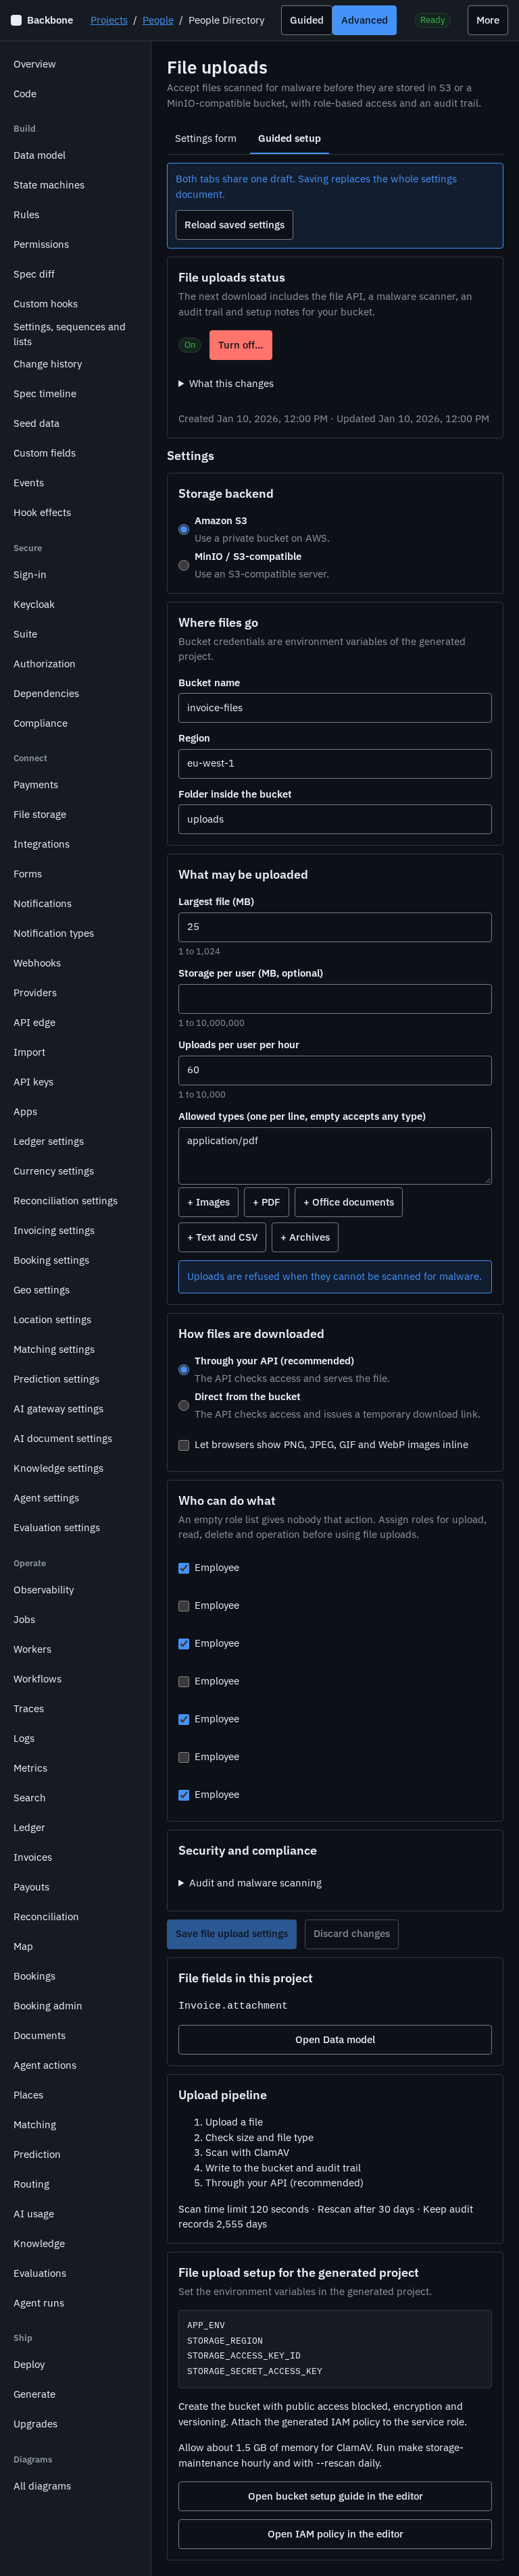 Backbone
Projects / People / People Directory
Guided
Advanced
Ready
More
Overview
Code
Build
Data model
State machines
Rules
Permissions
Spec diff
Custom hooks
Settings, sequences and
lists
Change history
Spec timeline
Seed data
Custom fields
Events
Hook effects
Secure
Sign-in
Keycloak
Suite
Authorization
Dependencies
Compliance
Connect
Payments
File storage
Integrations
Forms
Notifications
Notification types
Webhooks
Providers
API edge
Import
API keys
Apps
Ledger settings
Currency settings
Reconciliation settings
Invoicing settings
Booking settings
Geo settings
Location settings
Matching settings
Prediction settings
AI gateway settings
AI document settings
Knowledge settings
Agent settings
Evaluation settings
Operate
Observability
Jobs
Workers
Workflows
Traces
Logs
Metrics
Search
Ledger
Invoices
Payouts
Reconciliation
Map
Bookings
Booking admin
Documents
Agent actions
Places
Matching
Prediction
Routing
AI usage
Knowledge
Evaluations
Agent runs
Ship
Deploy
Generate
Upgrades
Diagrams
All diagrams
File uploads
Accept files scanned for malware before they are stored in S3 or a
MinIO-compatible bucket, with role-based access and an audit trail.
Settings form
Guided setup
Both tabs share one draft. Saving replaces the whole settings
document.
Reload saved settings
File uploads status
The next download includes the file API, a malware scanner, an
audit trail and setup notes for your bucket.
On
Turn off...
What this changes
Created Jan 10, 2026, 12:00 PM · Updated Jan 10, 2026, 12:00 PM
Settings
Storage backend
Amazon S3
Use a private bucket on AWS.
MinIO / S3-compatible
Use an S3-compatible server.
Where files go
Bucket credentials are environment variables of the generated
project.
Bucket name
invoice-files
Region
eu-west-1
Folder inside the bucket
uploads
What may be uploaded
Largest file (MB)
25
1 to 1,024
Storage per user (MB, optional)
1 to 10,000,000
Uploads per user per hour
60
1 to 10,000
Allowed types (one per line, empty accepts any type)
application/pdf
+ Images
+ PDF
+ Office documents
+ Text and CSV
+ Archives
Uploads are refused when they cannot be scanned for malware.
How files are downloaded
Through your API (recommended)
The API checks access and serves the file.
Direct from the bucket
The API checks access and issues a temporary download link.
Let browsers show PNG, JPEG, GIF and WebP images inline
Who can do what
An empty role list gives nobody that action. Assign roles for upload,
read, delete and operation before using file uploads.
Employee
Employee
Employee
Employee
Employee
Employee
Employee
Security and compliance
Audit and malware scanning
Save file upload settings
Discard changes
File fields in this project
Invoice.attachment
Open Data model
Upload pipeline
1. Upload a file
2. Check size and file type
3. Scan with ClamAV
4. Write to the bucket and audit trail
5. Through your API (recommended)
Scan time limit 120 seconds · Rescan after 30 days · Keep audit
records 2,555 days
File upload setup for the generated project
Set the environment variables in the generated project.
APP_ENV
STORAGE_REGION
STORAGE_ACCESS_KEY_ID
STORAGE_SECRET_ACCESS_KEY
Create the bucket with public access blocked, encryption and
versioning. Attach the generated IAM policy to the service role.
Allow about 1.5 GB of memory for ClamAV. Run make storage-
maintenance hourly and with --rescan daily.
Open bucket setup guide in the editor
Open IAM policy in the editor